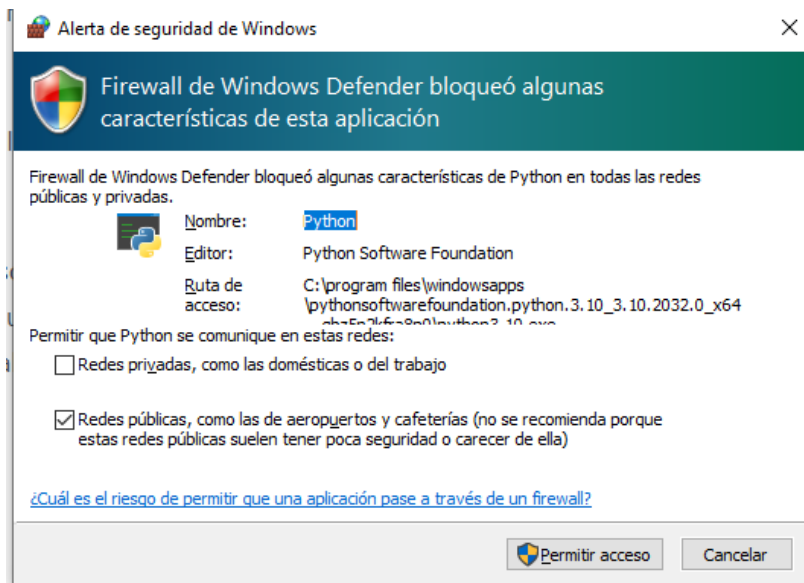 Alerta de seguridad de Windows
Firewall de Windows Defender bloqueó algunas
características de esta aplicación
Firewall de Windows Defender bloqueó algunas características de Python en todas las redes
públicas y privadas.
Nombre: Python
Editor: Python Software Foundation
Ruta de acceso: C:\program files\windowsapps
\pythonsoftwarefoundation.python.3.10_3.10.2032.0_x64
Permitir que Python se comunique en estas redes:
Redes privadas, como las domésticas o del trabajo
Redes públicas, como las de aeropuertos y cafeterías (no se recomienda porque
estas redes públicas suelen tener poca seguridad o carecer de ella)
¿Cuál es el riesgo de permitir que una aplicación pase a través de un firewall?
Permitir acceso
Cancelar